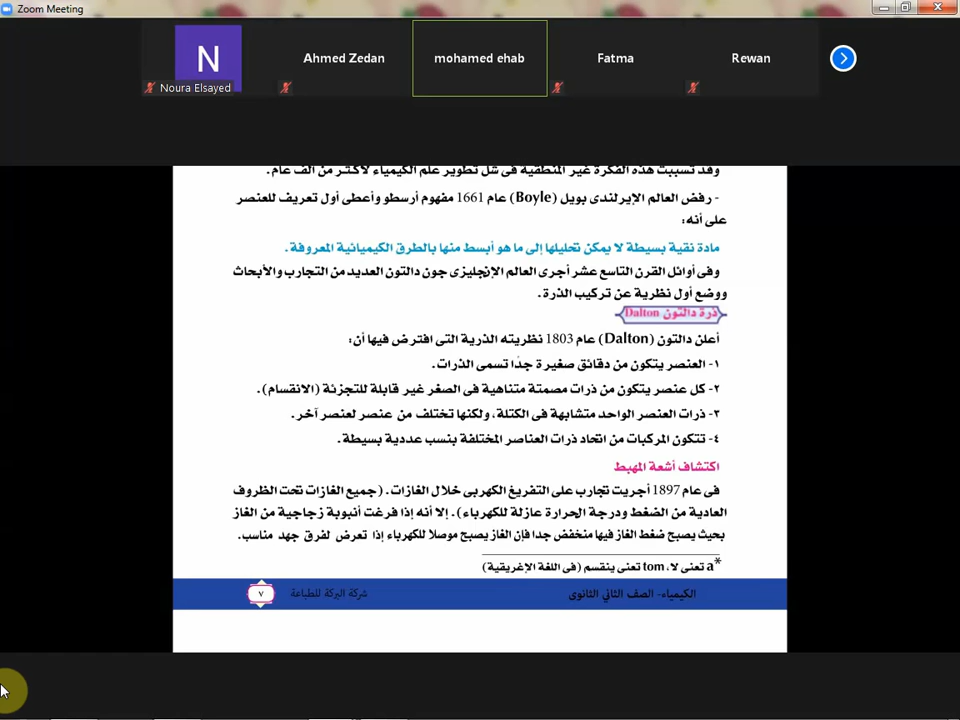 Zoom Meeting
N
Noura Elsayed
Ahmed Zedan
mohamed ehab
Fatma
Rewan
وقد تسببت هذه الفكرة غير المنطقية فى شل تطوير علم الكيمياء لأكثر من ألف عام.
- رفض العالم الإيرلندى بويل (Boyle) عام 1661 مفهوم أرسطو وأعطى أول تعريف للعنصر
على أنه:
مادة نقية بسيطة لا يمكن تحليلها إلى ما هو أبسط منها بالطرق الكيميائية المعروفة.
وفى أوائل القرن التاسع عشر أجرى العالم الإنجليزى جون دالتون العديد من التجارب والأبحاث
ووضع أول نظرية عن تركيب الذرة.
ذرة دالتون Dalton
أعلن دالتون (Dalton) عام 1803 نظريته الذرية التى افترض فيها أن:
١- العنصر يتكون من دقائق صغيرة جدًا تسمى الذرات.
٢- كل عنصر يتكون من ذرات مصمتة متناهية فى الصغر غير قابلة للتجزئة (الانقسام).
٣- ذرات العنصر الواحد متشابهة فى الكتلة، ولكنها تختلف من عنصر لعنصر آخر.
٤- تتكون المركبات من اتحاد ذرات العناصر المختلفة بنسب عددية بسيطة.
اكتشاف أشعة المهبط
فى عام 1897 أجريت تجارب على التفريغ الكهربى خلال الغازات. (جميع الغازات تحت الظروف
العادية من الضغط ودرجة الحرارة عازلة للكهرباء). إلا أنه إذا فرغت أنبوبة زجاجية من الغاز
بحيث يصبح ضغط الغاز فيها منخفض جدا فإن الغاز يصبح موصلا للكهرباء إذا تعرض لفرق جهد مناسب.
*a تعنى لا، tom تعنى ينقسم (فى اللغة الإغريقية)
الكيمياء- الصف الثاني الثانوى
شركة البركة للطباعة
٧